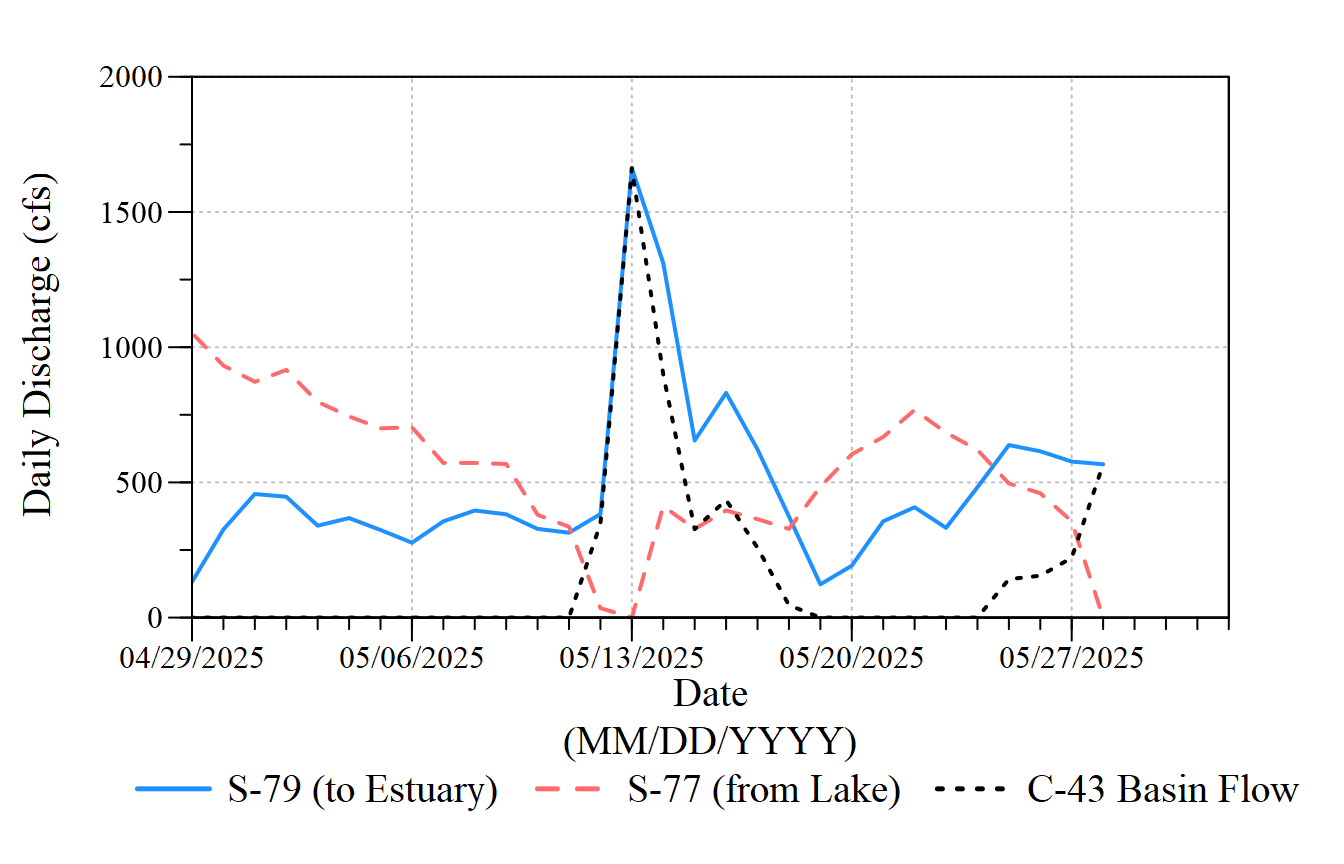 2000
1500
1000
500
0
Daily Discharge (cfs)
04/29/2025 05/06/2025 05/13/2025 05/20/2025 05/27/2025
Date
(MM/DD/YYYY)
S-79 (to Estuary) S-77 (from Lake) C-43 Basin Flow